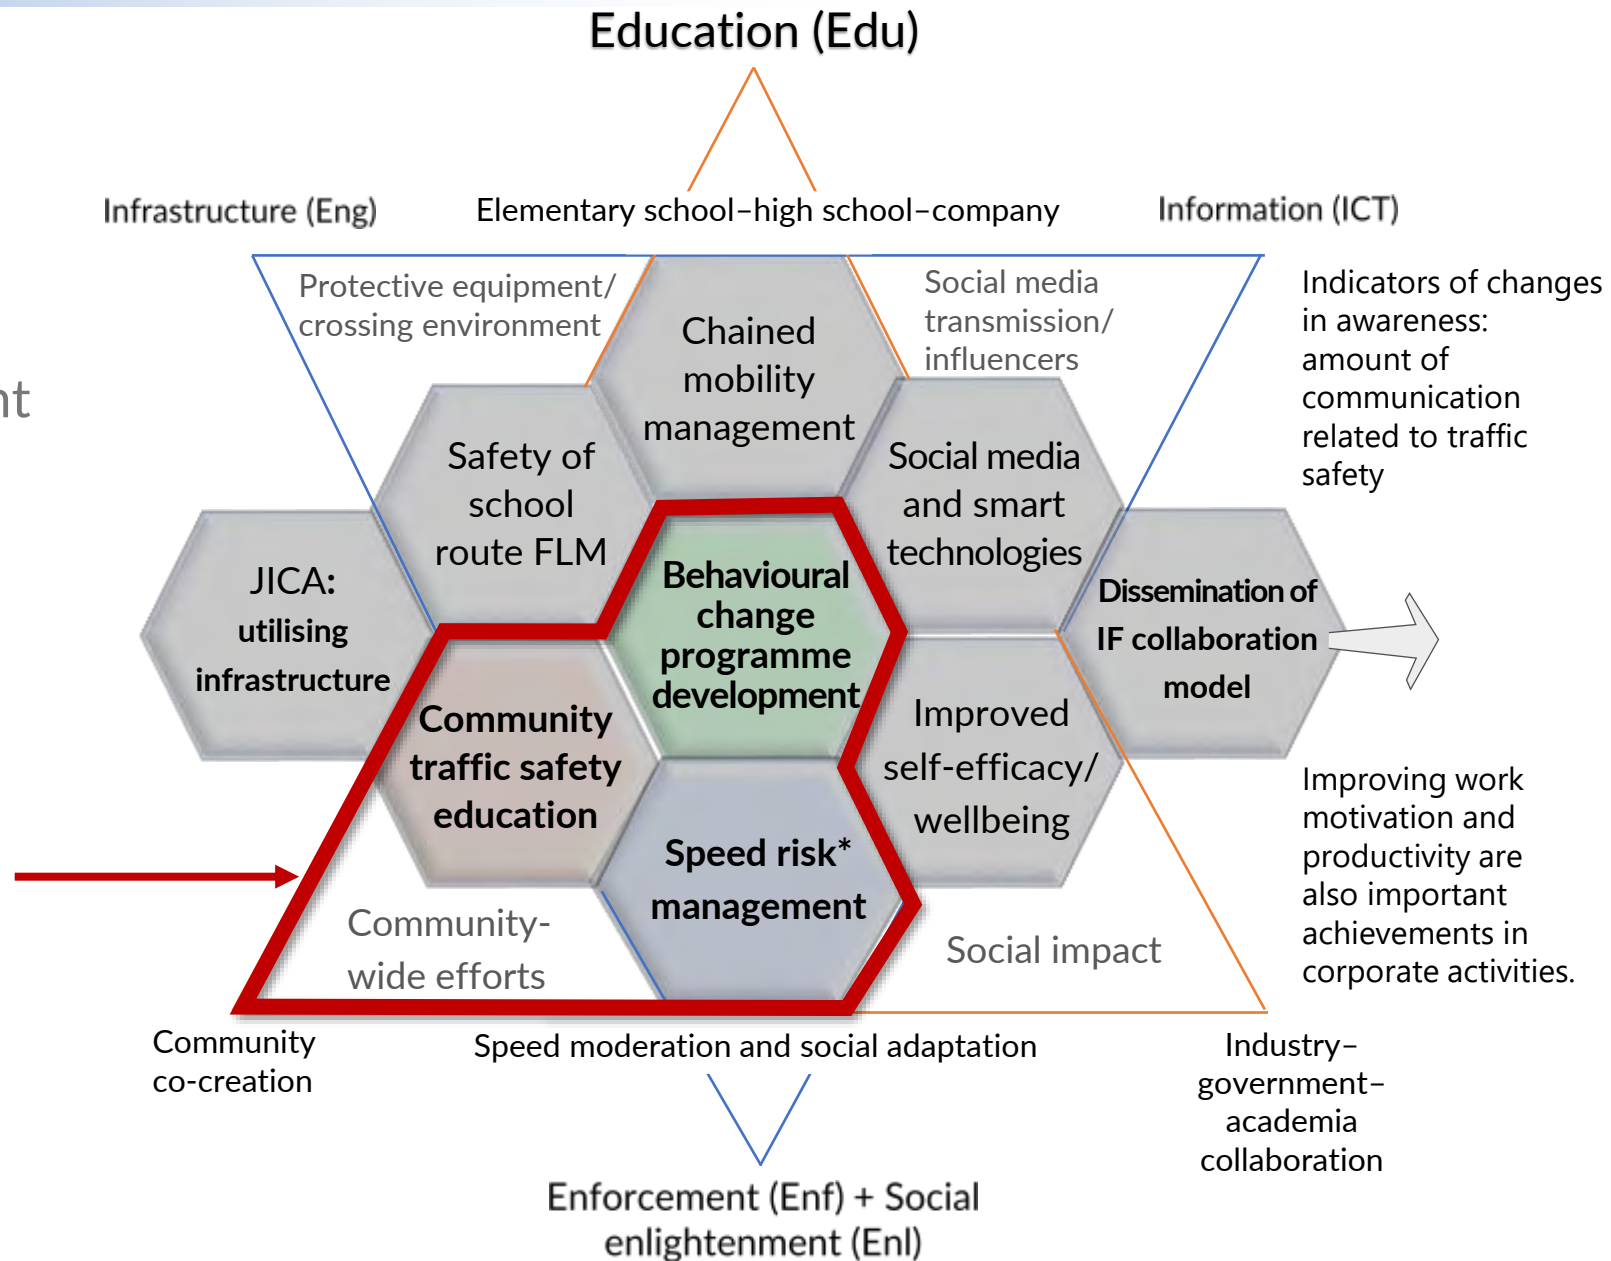 Education (Edu)
Infrastructure (Eng)
Elementary school–high school–company
Information (ICT)
Protective equipment/
crossing environment
Social media
transmission/
influencers
Indicators of changes
in awareness:
amount of
communication
related to traffic
safety
Chained
mobility
management
nt
Safety of
school
route FLM
Social media
and smart
technologies
JICA:
utilising
infrastructure
Behavioural
change
programme
development
Dissemination of
IF collaboration
model
Community
traffic safety
education
Improved
self-efficacy/
wellbeing
Improving work
motivation and
productivity are
also important
achievements in
corporate activities.
Speed risk*
management
Community-
wide efforts
Social impact
Community
co-creation
Speed moderation and social adaptation
Industry–
government–
academia
collaboration
Enforcement (Enf) + Social
enlightenment (Enl)